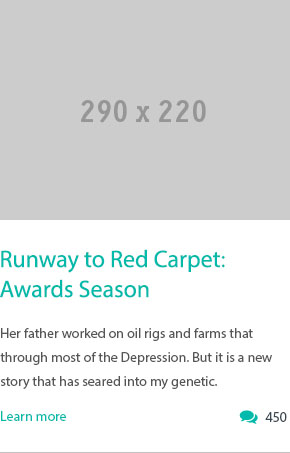 290 x 220
Runway to Red Carpet:
Awards Season
Her father worked on oil rigs and farms that
through most of the Depression. But it is a new
story that has seared into my genetic.
Learn more
450